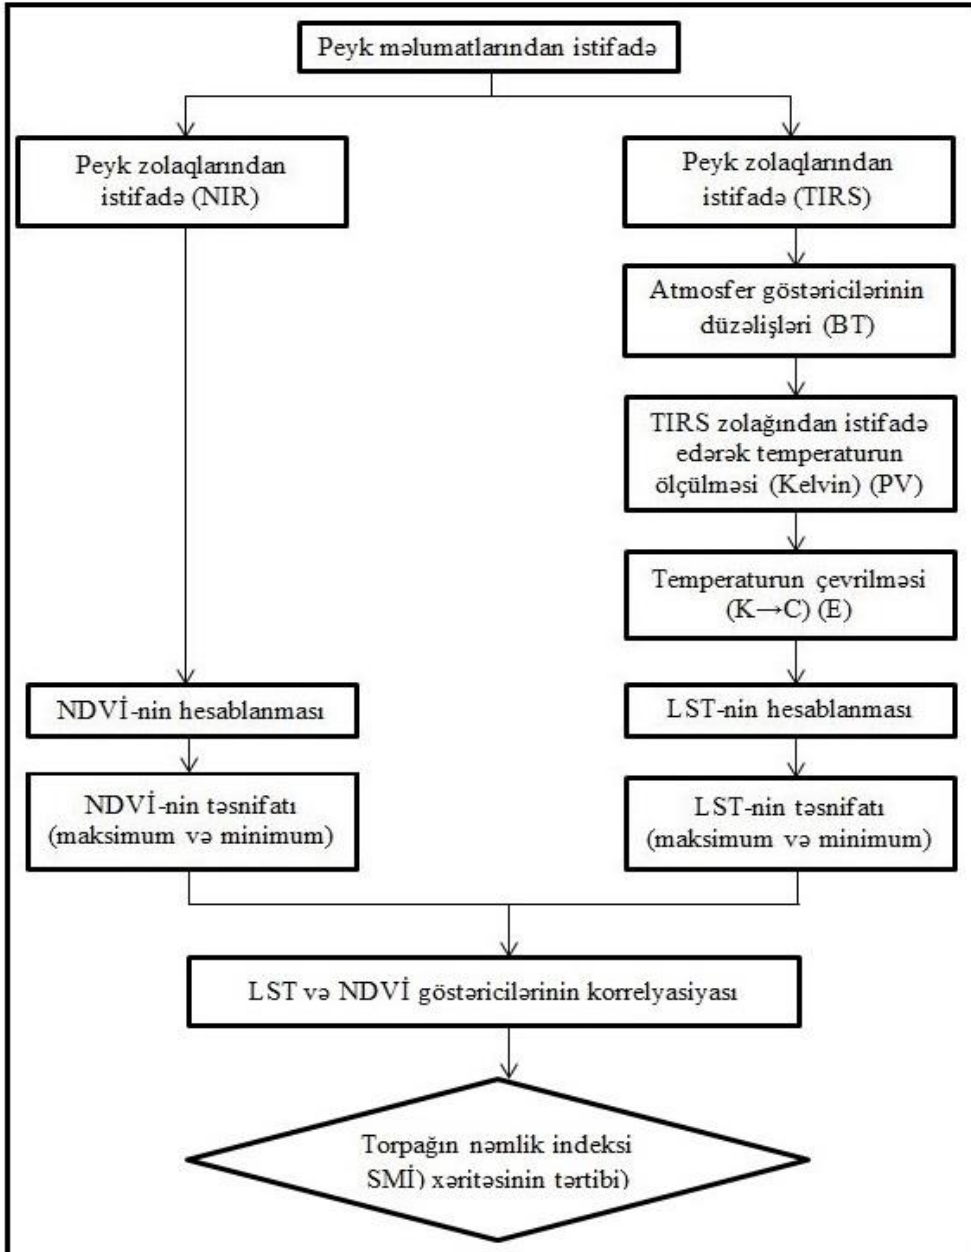 Peyk məlumatlarından istifadə
Peyk zolaqlarından
istifadə (NIR)
Peyk zolaqlarından
istifadə (TIRS)
Atmosfer göstəricilərinin
düzəlişləri (BT)
TIRS zolağından istifadə
edərək temperaturun
ölçülməsi (Kelvin) (PV)
Temperaturun çevrilməsi
(K→C) (E)
NDVİ-nin hesablanması
LST-nin hesablanması
NDVİ-nin təsnifatı
(maksimum və minimum)
LST-nin təsnifatı
(maksimum və minimum)
LST və NDVİ göstəricilərinin korrelyasiyası
Torpağın nəmlik indeksi
SMİ) xəritəsinin tərtibi)